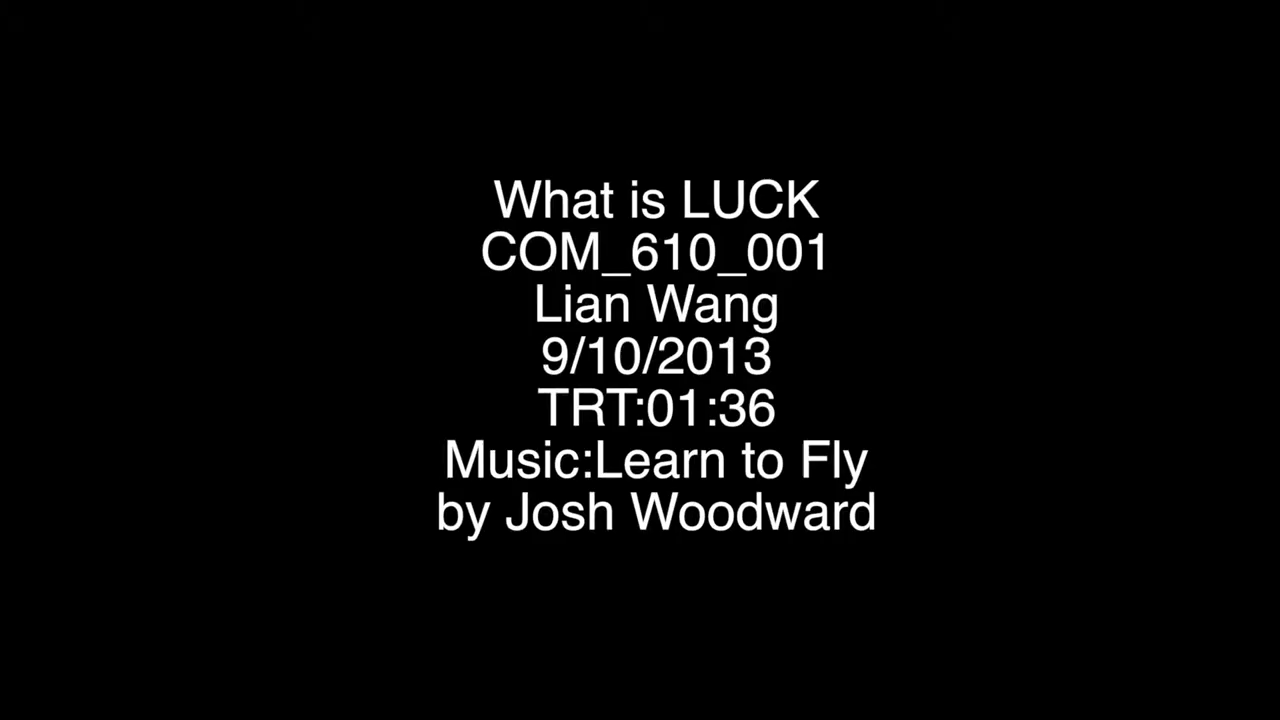 What is LUCK
COM_610_001
Lian Wang
9/10/2013
TRT:01:36
Music:Learn to Fly
by Josh Woodward